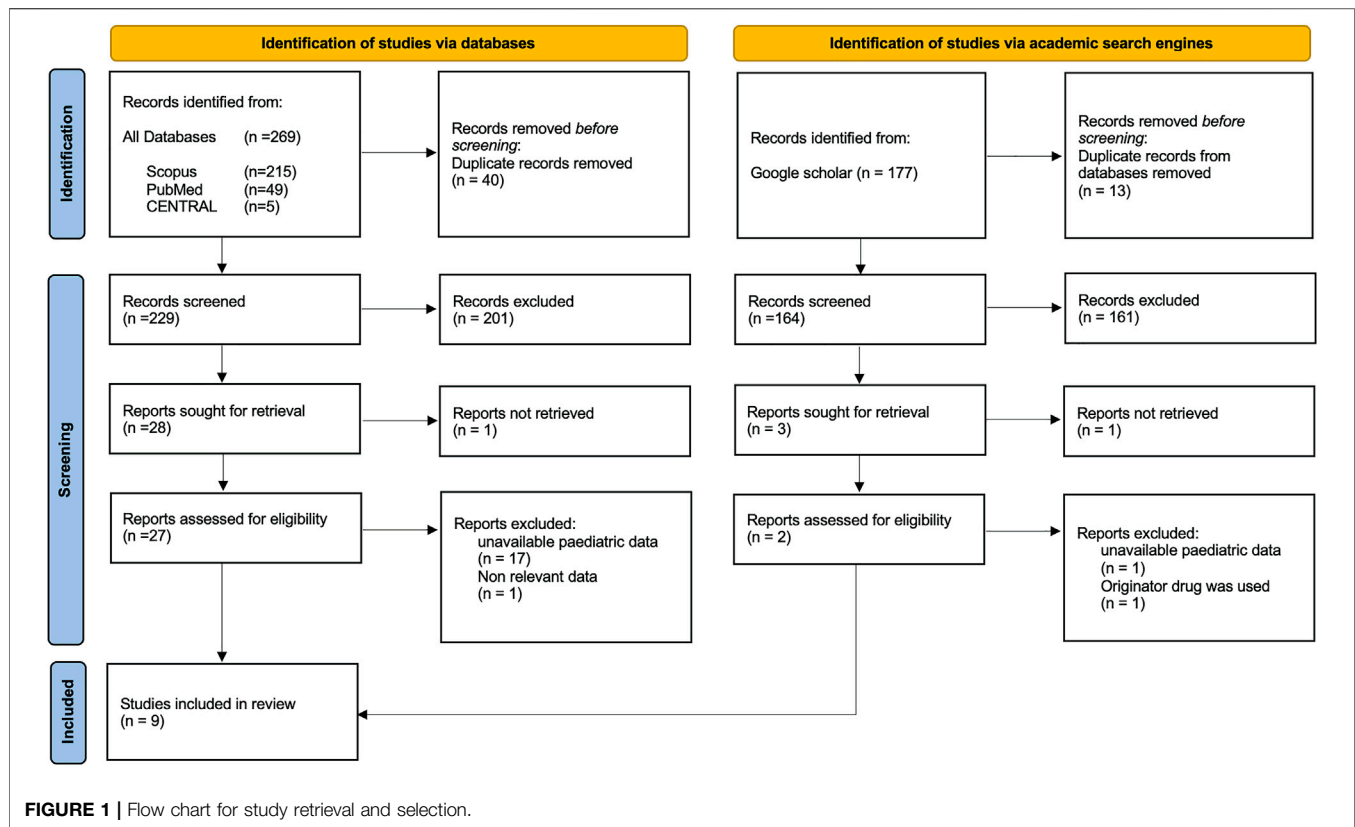 Identification of studies via databases
Identification of studies via academic search engines
Identification
Records identified from:
All Databases (n =269)
Scopus (n=215)
PubMed (n=49)
CENTRAL (n=5)
Records removed before
screening:
Duplicate records removed
(n = 40)
Records identified from:
Google scholar (n = 177)
Records removed before
screening:
Duplicate records from
databases removed
(n = 13)
Screening
Records screened
(n =229)
Records excluded
(n = 201)
Records screened
(n =164)
Records excluded
(n = 161)
Reports sought for retrieval
(n =28)
Reports not retrieved
(n = 1)
Reports sought for retrieval
(n = 3)
Reports not retrieved
(n = 1)
Reports assessed for eligibility
(n =27)
Reports excluded:
unavailable paediatric data
(n = 17)
Non relevant data
(n = 1)
Reports assessed for eligibility
(n = 2)
Reports excluded:
unavailable paediatric data
(n = 1)
Originator drug was used
(n = 1)
Included
Studies included in review
(n = 9)
FIGURE 1 | Flow chart for study retrieval and selection.